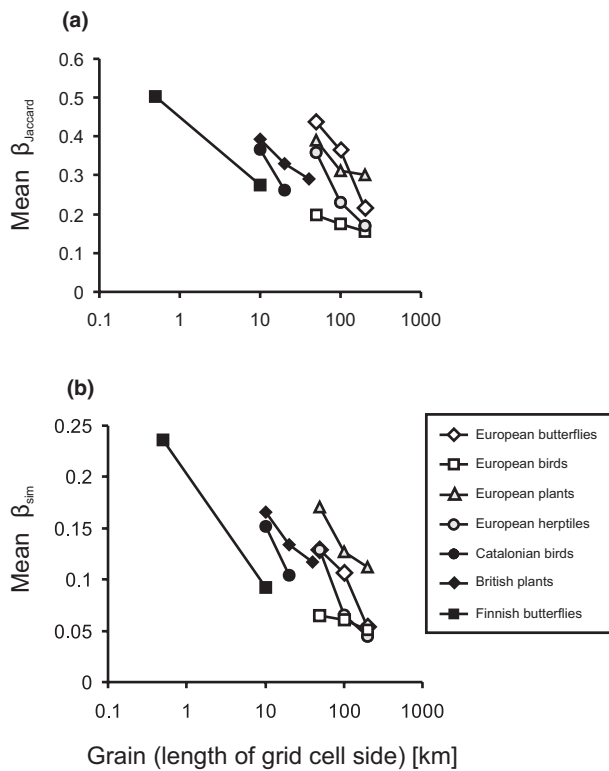 (a)
0.6
0.5
0.4
0.3
0.2
0.1
0
0.1 1 10 100 1000
Mean βJaccard
(b)
0.25
0.2
0.15
0.1
0.05
0
0.1 1 10 100 1000
Mean βsim
Grain (length of grid cell side) [km]
European butterflies
European birds
European plants
European herptiles
Catalonian birds
British plants
Finnish butterflies